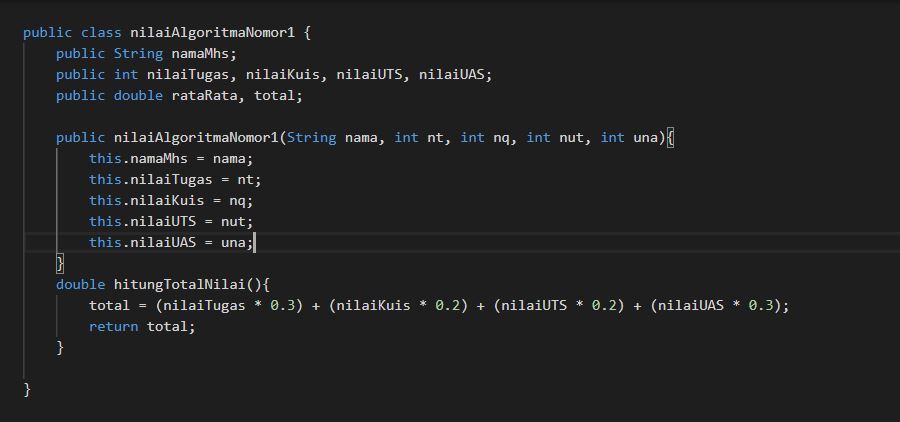 public class nilaiAlgoritmaNomor1 {
    public String namaMhs;
    public int nilaiTugas, nilaiKuis, nilaiUTS, nilaiUAS;
    public double rataRata, total;

    public nilaiAlgoritmaNomor1(String nama, int nt, int nq, int nut, int una){
        this.namaMhs = nama;
        this.nilaiTugas = nt;
        this.nilaiKuis = nq;
        this.nilaiUTS = nut;
        this.nilaiUAS = una;
    }
    double hitungTotalNilai(){
        total = (nilaiTugas * 0.3) + (nilaiKuis * 0.2) + (nilaiUTS * 0.2) + (nilaiUAS * 0.3);
        return total;
    }

}